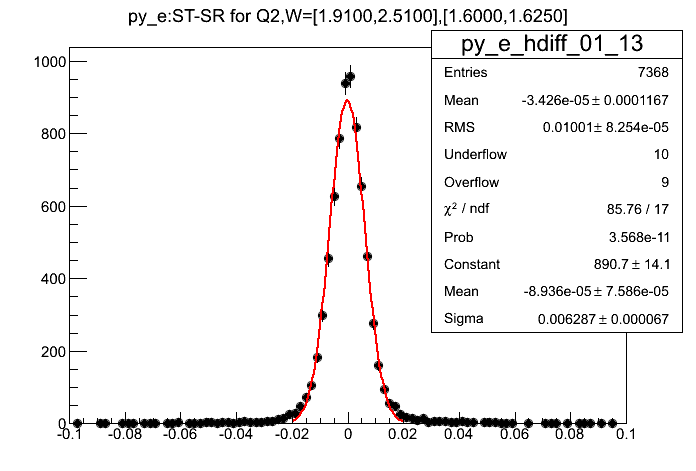 py_e:ST-SR for Q2,W=[1.9100,2.5100],[1.6000,1.6250]
py_e_hdiff_01_13
Entries 7368
Mean -3.426e-05 ± 0.0001167
RMS 0.01001 ± 8.254e-05
Underflow 10
Overflow 9
χ² / ndf 85.76 / 17
Prob 3.568e-11
Constant 890.7 ± 14.1
Mean -8.936e-05 ± 7.586e-05
Sigma 0.006287 ± 0.000067
1000
800
600
400
200
0
-0.1 -0.08 -0.06 -0.04 -0.02 0 0.02 0.04 0.06 0.08 0.1